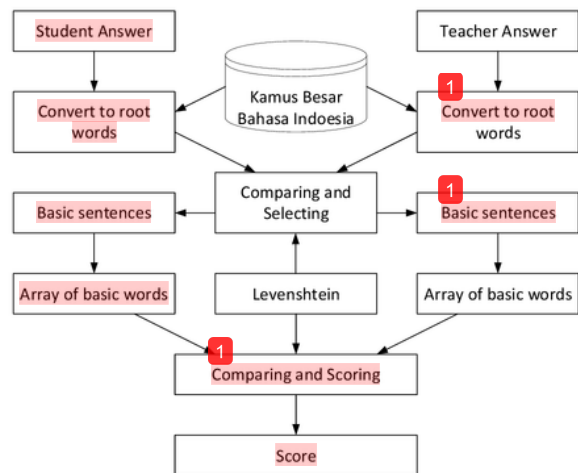 Student Answer
Teacher Answer
Kamus Besar
Bahasa Indoesia
1
Convert to root
words
Convert to root
words
Comparing and
Selecting
1
Basic sentences
Basic sentences
Array of basic words
Levenshtein
Array of basic words
1
Comparing and Scoring
Score